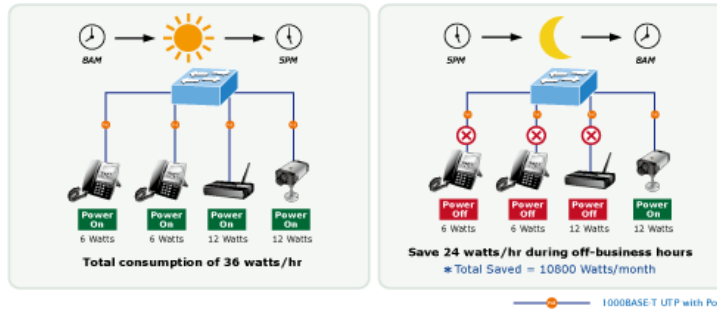 8AM
5PM
Power On
Power On
Power On
Power On
6 Watts
6 Watts
12 Watts
12 Watts
Total consumption of 36 watts/hr
5PM
8AM
Power Off
Power Off
Power Off
Power On
6 Watts
6 Watts
12 Watts
12 Watts
Save 24 watts/hr during off-business hours
* Total Saved = 10800 Watts/month
1000BASE-T UTP with Po